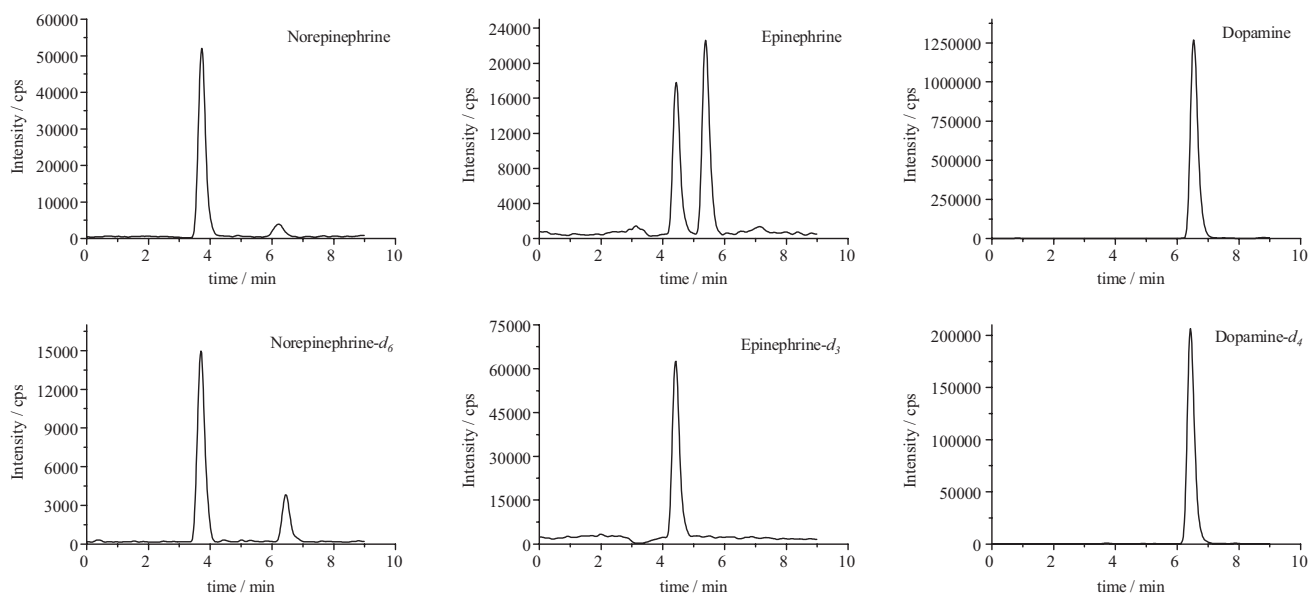 Norepinephrine
Intensity / cps
60000
50000
40000
30000
20000
10000
0
0 2 4 6 8 10
time / min
Epinephrine
Intensity / cps
24000
20000
16000
12000
8000
4000
0
0 2 4 6 8 10
time / min
Dopamine
Intensity / cps
1250000
1000000
750000
500000
250000
0
0 2 4 6 8 10
time / min
Norepinephrine-d6
Intensity / cps
15000
12000
9000
6000
3000
0
0 2 4 6 8 10
time / min
Epinephrine-d3
Intensity / cps
75000
60000
45000
30000
15000
0
0 2 4 6 8 10
time / min
Dopamine-d4
Intensity / cps
200000
150000
100000
50000
0
0 2 4 6 8 10
time / min